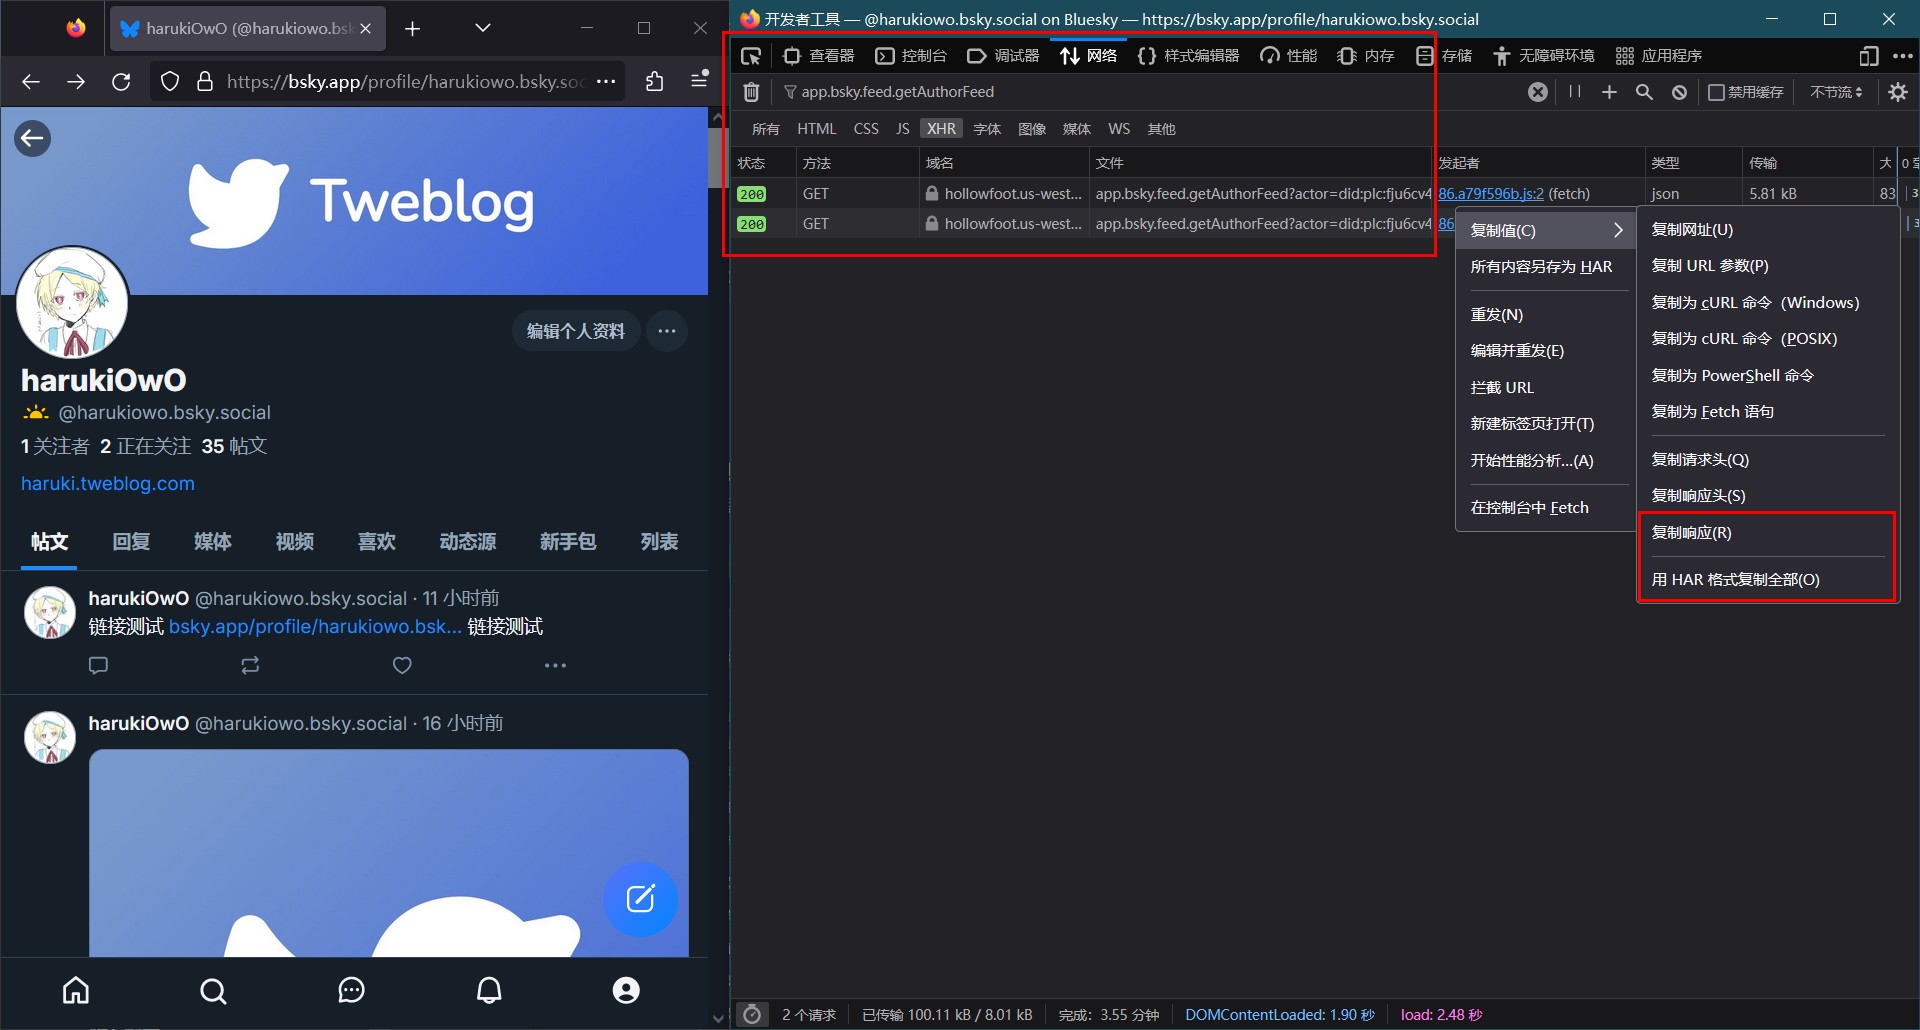 harukiOwO (@harukiowo.bsk
https://bsky.app/profile/harukiowo.bsky.soc
Tweblog
编辑个人资料
harukiOwO
@harukiowo.bsky.social
1 关注者 2 正在关注 35 帖文
haruki.tweblog.com
帖文 回复 媒体 视频 喜欢 动态源 新手包 列表
harukiOwO @harukiowo.bsky.social · 11 小时前
链接测试 bsky.app/profile/harukiowo.bsk... 链接测试
harukiOwO @harukiowo.bsky.social · 16 小时前
开发者工具 — @harukiowo.bsky.social on Bluesky — https://bsky.app/profile/harukiowo.bsky.social
查看器 控制台 调试器 网络 样式编辑器 性能 内存 存储 无障碍环境 应用程序
app.bsky.feed.getAuthorFeed 禁用缓存 不节流
所有 HTML CSS JS XHR 字体 图像 媒体 WS 其他
状态 方法 域名 文件 发起者 类型 传输 大 0
200 GET hollowfoot.us-west... app.bsky.feed.getAuthorFeed?actor=did:plc:fju6cv4 86.a79f596b.js:2 (fetch) json 5.81 kB 83 3
200 GET hollowfoot.us-west... app.bsky.feed.getAuthorFeed?actor=did:plc:fju6cv4 86 3
复制值(C)
所有内容另存为 HAR
重发(N)
编辑并重发(E)
拦截 URL
新建标签页打开(T)
开始性能分析...(A)
在控制台中 Fetch
复制网址(U)
复制 URL 参数(P)
复制为 cURL 命令 (Windows)
复制为 cURL 命令 (POSIX)
复制为 PowerShell 命令
复制为 Fetch 语句
复制请求头(Q)
复制响应头(S)
复制响应(R)
用 HAR 格式复制全部(O)
2 个请求 已传输 100.11 kB / 8.01 kB 完成: 3.55 分钟 DOMContentLoaded: 1.90 秒 load: 2.48 秒